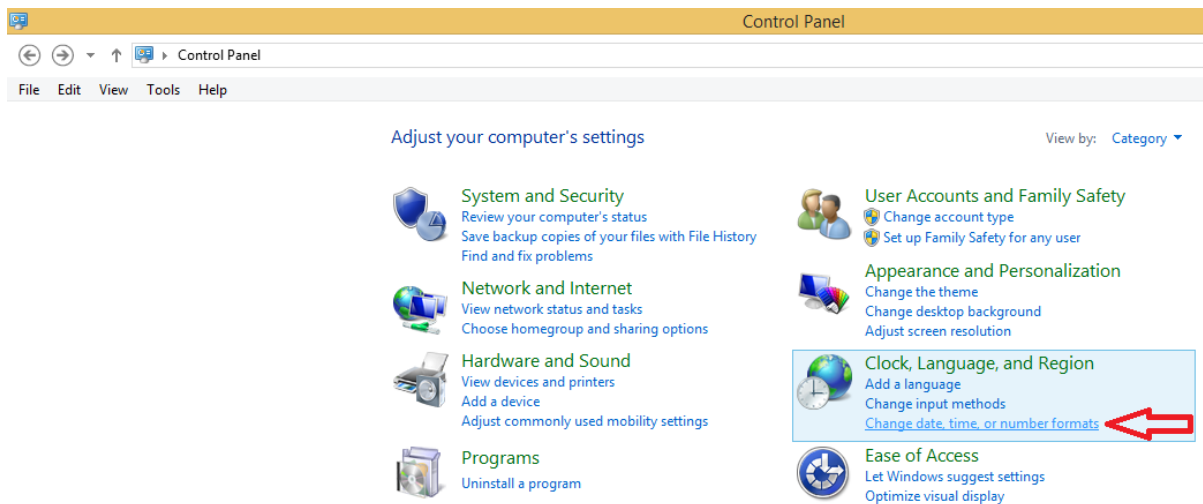 Control Panel
Control Panel
File Edit View Tools Help
Adjust your computer's settings
View by: Category
System and Security
Review your computer's status
Save backup copies of your files with File History
Find and fix problems
Network and Internet
View network status and tasks
Choose homegroup and sharing options
Hardware and Sound
View devices and printers
Add a device
Adjust commonly used mobility settings
Programs
Uninstall a program
User Accounts and Family Safety
Change account type
Set up Family Safety for any user
Appearance and Personalization
Change the theme
Change desktop background
Adjust screen resolution
Clock, Language, and Region
Add a language
Change input methods
Change date, time, or number formats
Ease of Access
Let Windows suggest settings
Optimize visual display